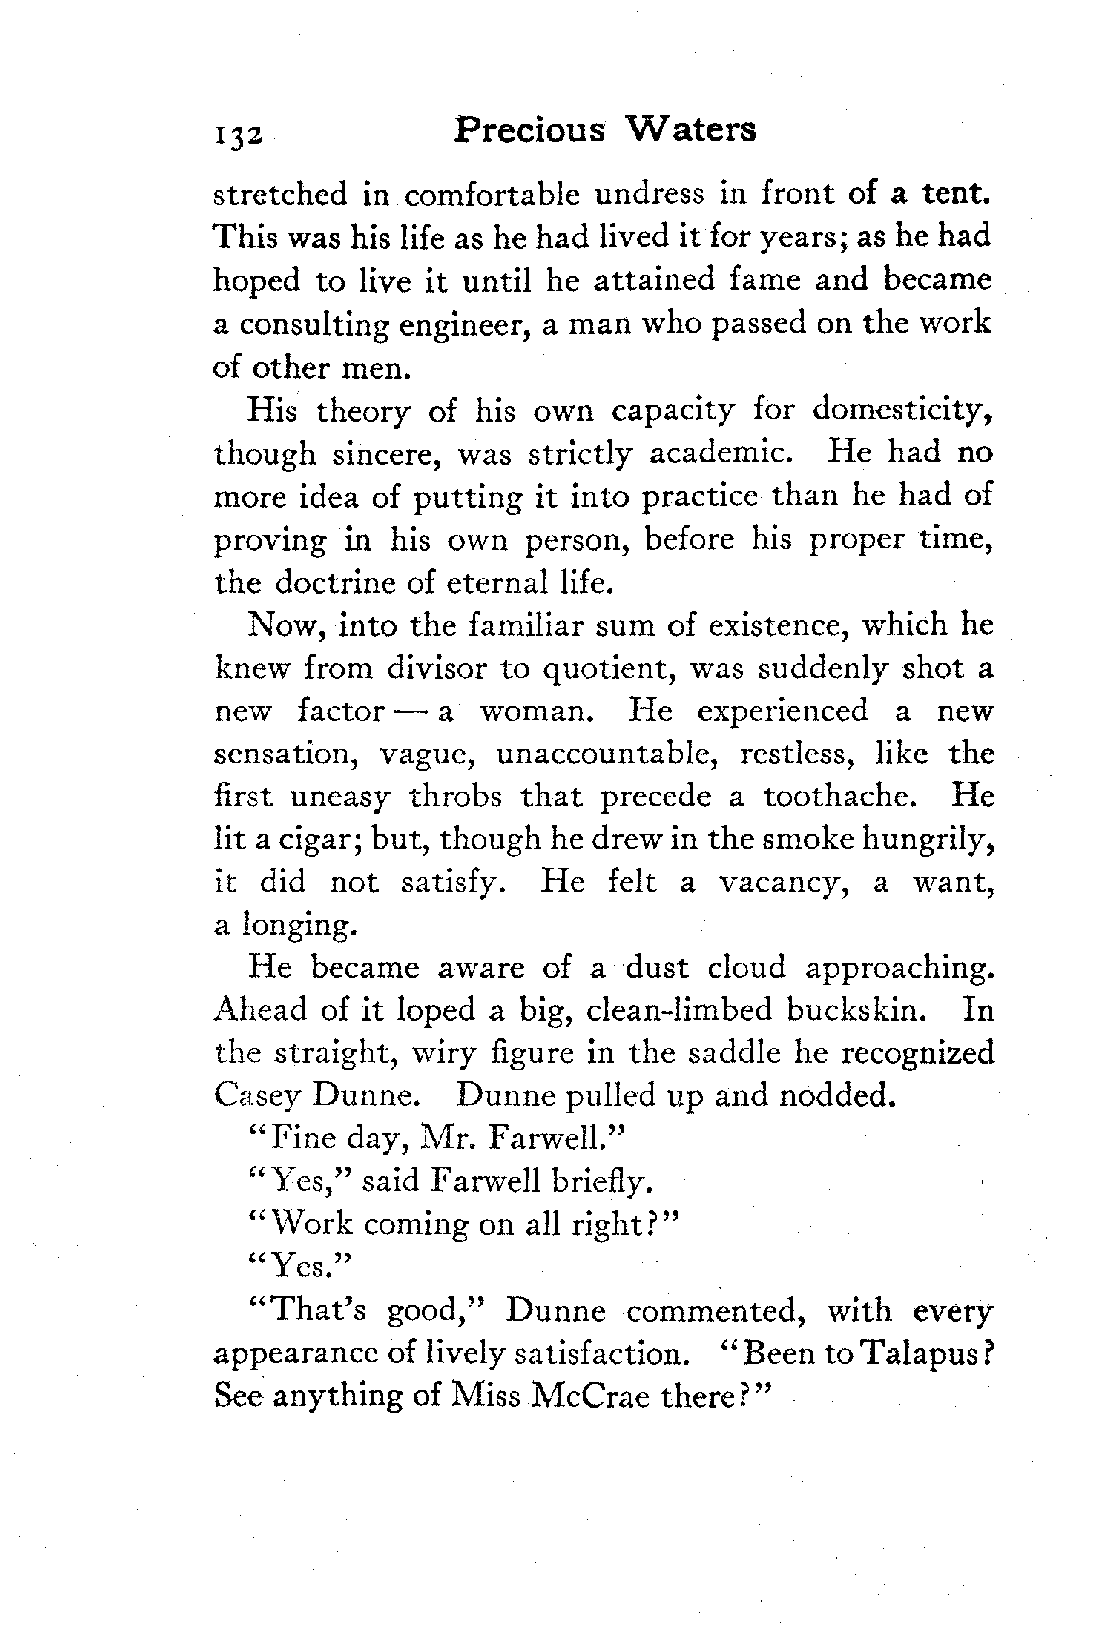 132 Precious Waters
stretched in comfortable undress in front of a tent.
This was his life as he had lived it for years; as he had
hoped to live it until he attained fame and became
a consulting engineer, a man who passed on the work
of other men.
His theory of his own capacity for domesticity,
though sincere, was strictly academic. He had no
more idea of putting it into practice than he had of
proving in his own person, before his proper time,
the doctrine of eternal life.
Now, into the familiar sum of existence, which he
knew from divisor to quotient, was suddenly shot a
new factor — a woman. He experienced a new
sensation, vague, unaccountable, restless, like the
first uneasy throbs that precede a toothache. He
lit a cigar; but, though he drew in the smoke hungrily,
it did not satisfy. He felt a vacancy, a want,
a longing.
He became aware of a dust cloud approaching.
Ahead of it loped a big, clean-limbed buckskin. In
the straight, wiry figure in the saddle he recognized
Casey Dunne. Dunne pulled up and nodded.
"Fine day, Mr. Farwell."
"Yes," said Farwell briefly.
"Work coming on all right?"
"Yes."
"That's good," Dunne commented, with every
appearance of lively satisfaction. "Been to Talapus?
See anything of Miss McCrae there?"